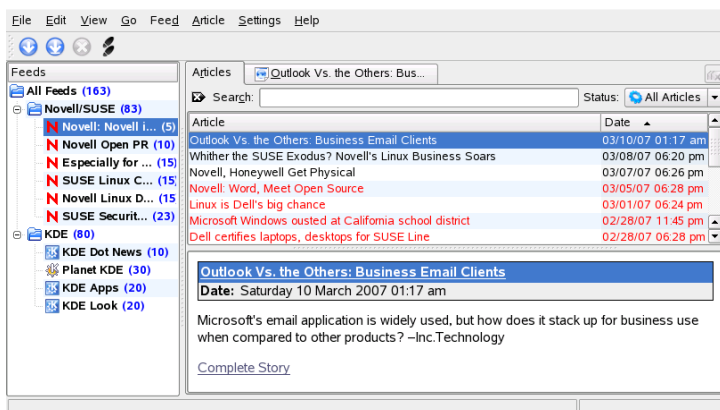 File Edit View Go Feed Article Settings Help
Feeds
All Feeds (163)
Novell/SUSE (83)
Novell: Novell i... (5)
Novell Open PR (10)
Especially for ... (15)
SUSE Linux C... (15
Novell Linux D... (15
SUSE Securit... (23)
KDE (80)
KDE Dot News (10)
Planet KDE (30)
KDE Apps (20)
KDE Look (20)
Articles Outlook Vs. the Others: Bus...
Search: Status: All Articles
Article Date
Outlook Vs. the Others: Business Email Clients 03/10/07 01:17 am
Whither the SUSE Exodus? Novell's Linux Business Soars 03/08/07 06:20 pm
Novell, Honeywell Get Physical 03/07/07 06:26 pm
Novell: Word, Meet Open Source 03/05/07 06:28 pm
Linux is Dell's big chance 03/01/07 06:24 pm
Microsoft Windows ousted at California school district 02/28/07 11:45 pm
Dell certifies laptops, desktops for SUSE Line 02/28/07 06:28 pm
Outlook Vs. the Others: Business Email Clients
Date: Saturday 10 March 2007 01:17 am
Microsoft's email application is widely used, but how does it stack up for business use
when compared to other products? —Inc.Technology
Complete Story